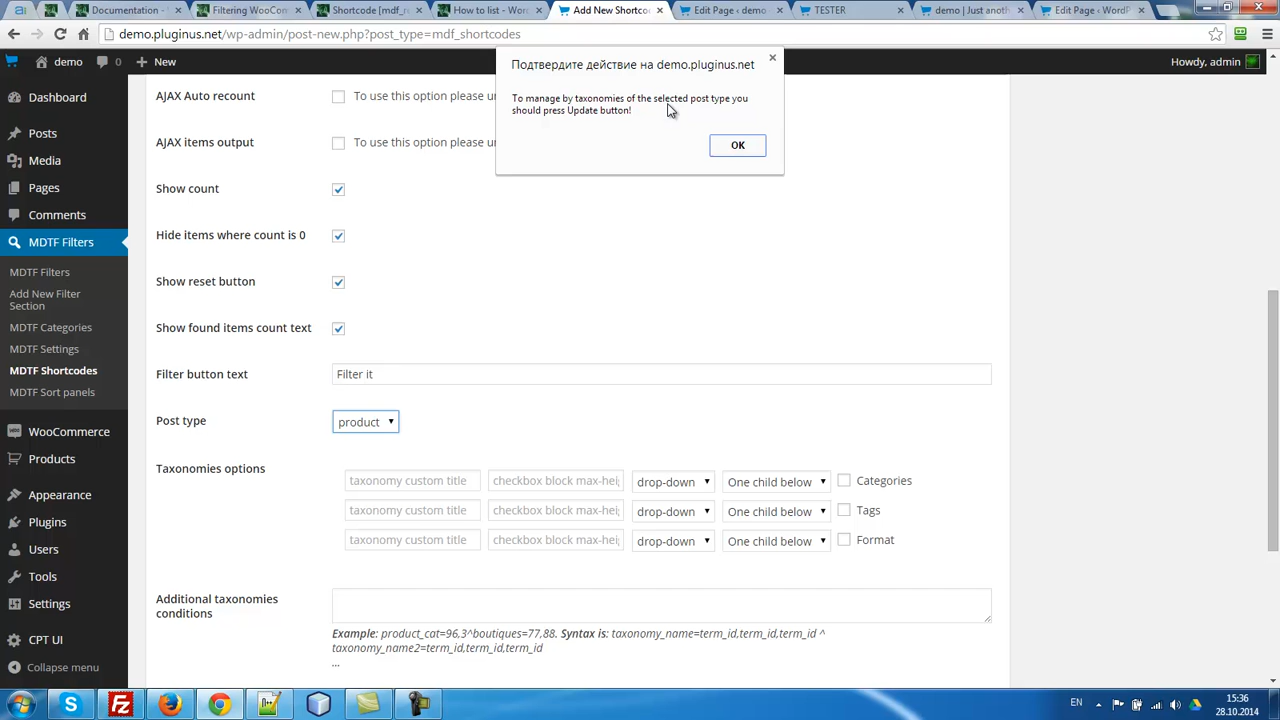 Documentation
Filtering WooCom
Shortcode [mdf_re
How to list - Word
Add New Shortco
Edit Page ‹ demo
TESTER
demo | Just anoth
Edit Page ‹ WordP
demo.pluginus.net/wp-admin/post-new.php?post_type=mdf_shortcodes
demo
0
New
Howdy, admin
Dashboard
Posts
Media
Pages
Comments
MDTF Filters
MDTF Filters
Add New Filter
Section
MDTF Categories
MDTF Settings
MDTF Shortcodes
MDTF Sort panels
WooCommerce
Products
Appearance
Plugins
Users
Tools
Settings
CPT UI
Collapse menu
Подтвердите действие на demo.pluginus.net
To manage by taxonomies of the selected post type you
should press Update button!
OK
AJAX Auto recount
To use this option please un
AJAX items output
To use this option please un
Show count
Hide items where count is 0
Show reset button
Show found items count text
Filter button text
Filter it
Post type
product
Taxonomies options
taxonomy custom title checkbox block max-heig drop-down One child below Categories
taxonomy custom title checkbox block max-heig drop-down One child below Tags
taxonomy custom title checkbox block max-heig drop-down One child below Format
Additional taxonomies
conditions
Example: product_cat=96,3^boutiques=77,88. Syntax is: taxonomy_name=term_id,term_id,term_id ^
taxonomy_name2=term_id,term_id,term_id
...
EN
15:36
28.10.2014